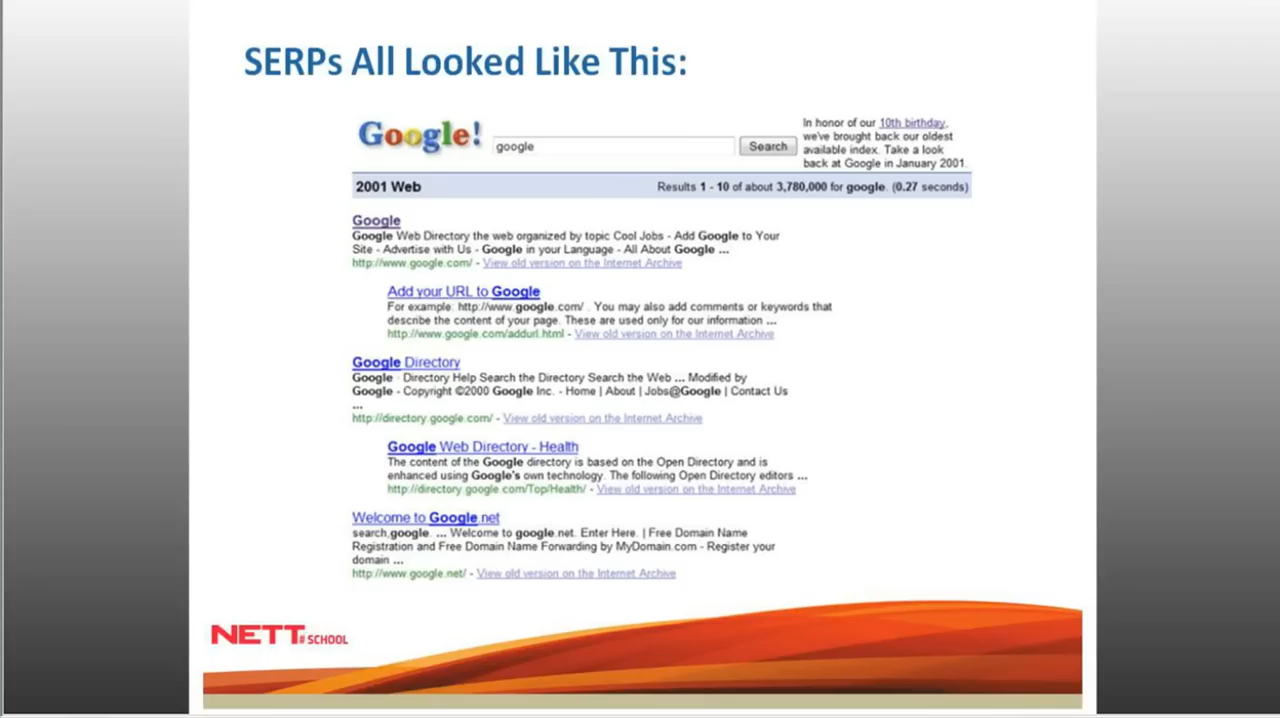 SERPs All Looked Like This:
Google!
google
Search
In honor of our 10th birthday,
we've brought back our oldest
available index. Take a look
back at Google in January 2001.
2001 Web
Results 1 - 10 of about 3,780,000 for google. (0.27 seconds)
Google
Google Web Directory the web organized by topic Cool Jobs - Add Google to Your
Site - Advertise with Us - Google in your Language - All About Google ...
http://www.google.com/ - View old version on the Internet Archive
Add your URL to Google
For example: http://www.google.com/ . You may also add comments or keywords that
describe the content of your page. These are used only for our information ...
http://www.google.com/addurl.html - View old version on the Internet Archive
Google Directory
Google · Directory Help Search the Directory Search the Web ... Modified by
Google - Copyright ©2000 Google Inc. - Home | About | Jobs@Google | Contact Us
...
http://directory.google.com/ - View old version on the Internet Archive
Google Web Directory - Health
The content of the Google directory is based on the Open Directory and is
enhanced using Google's own technology. The following Open Directory editors ...
http://directory.google.com/Top/Health/ - View old version on the Internet Archive
Welcome to Google.net
search,google. ... Welcome to google.net. Enter Here. | Free Domain Name
Registration and Free Domain Name Forwarding by MyDomain.com - Register your
domain ...
http://www.google.net/ - View old version on the Internet Archive
NETT# SCHOOL